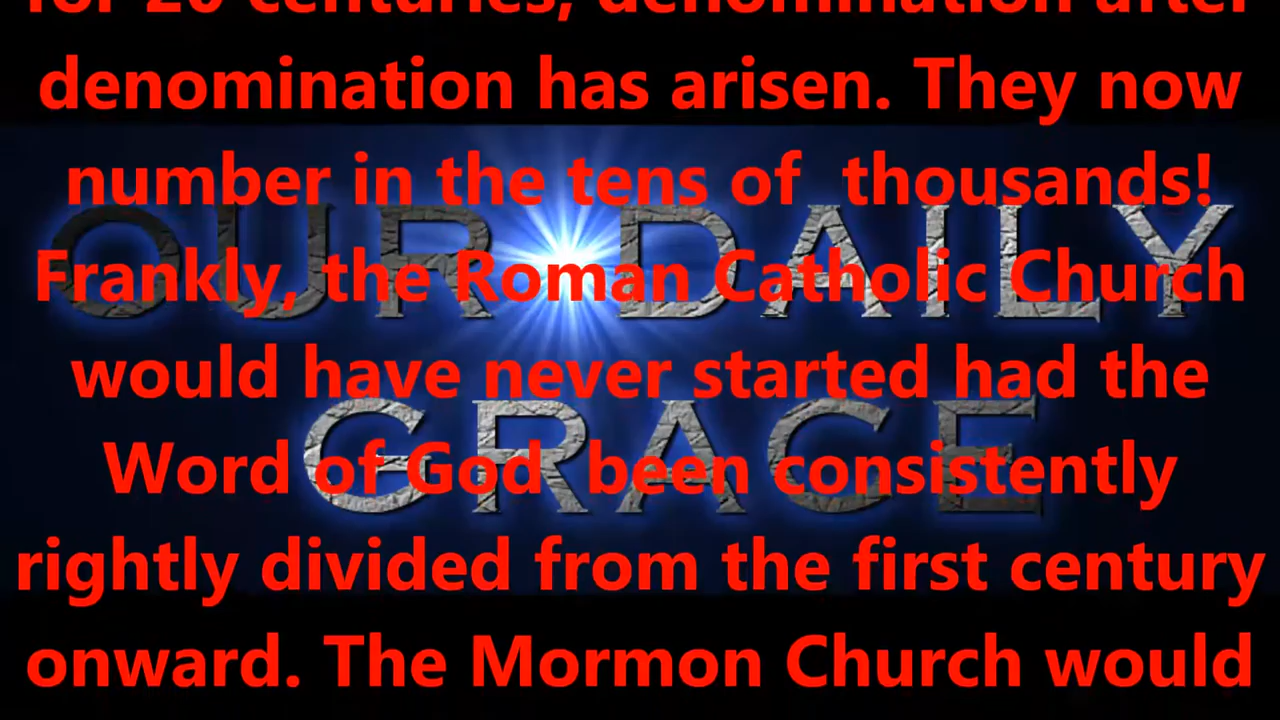 for 20 centuries, denomination after
denomination has arisen. They now
number in the tens of  thousands!
OUR DAILY
Frankly, the Roman Catholic Church
would have never started had the
GRACE
Word of God  been consistently
rightly divided from the first century
onward. The Mormon Church would